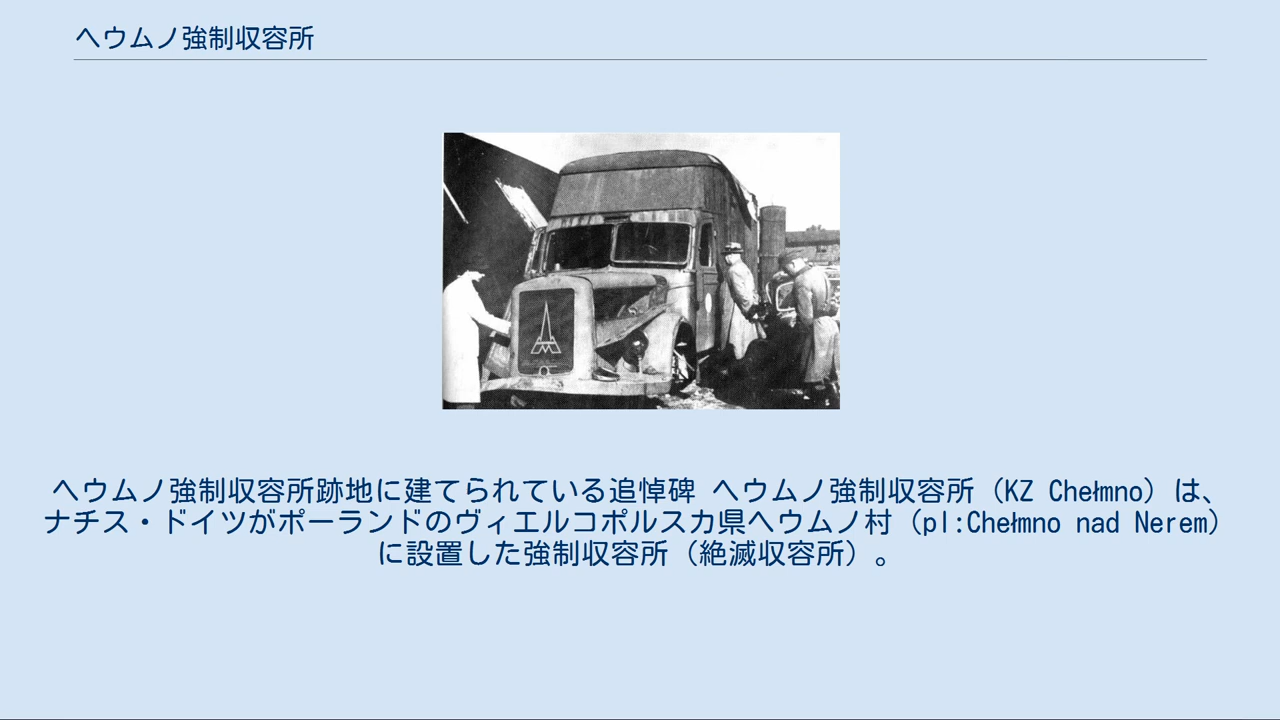 ヘウムノ強制収容所
ヘウムノ強制収容所跡地に建てられている追悼碑 ヘウムノ強制収容所（KZ Chełmno）は、
ナチス・ドイツがポーランドのヴィエルコポルスカ県ヘウムノ村（pl:Chełmno nad Nerem）
に設置した強制収容所（絶滅収容所）。